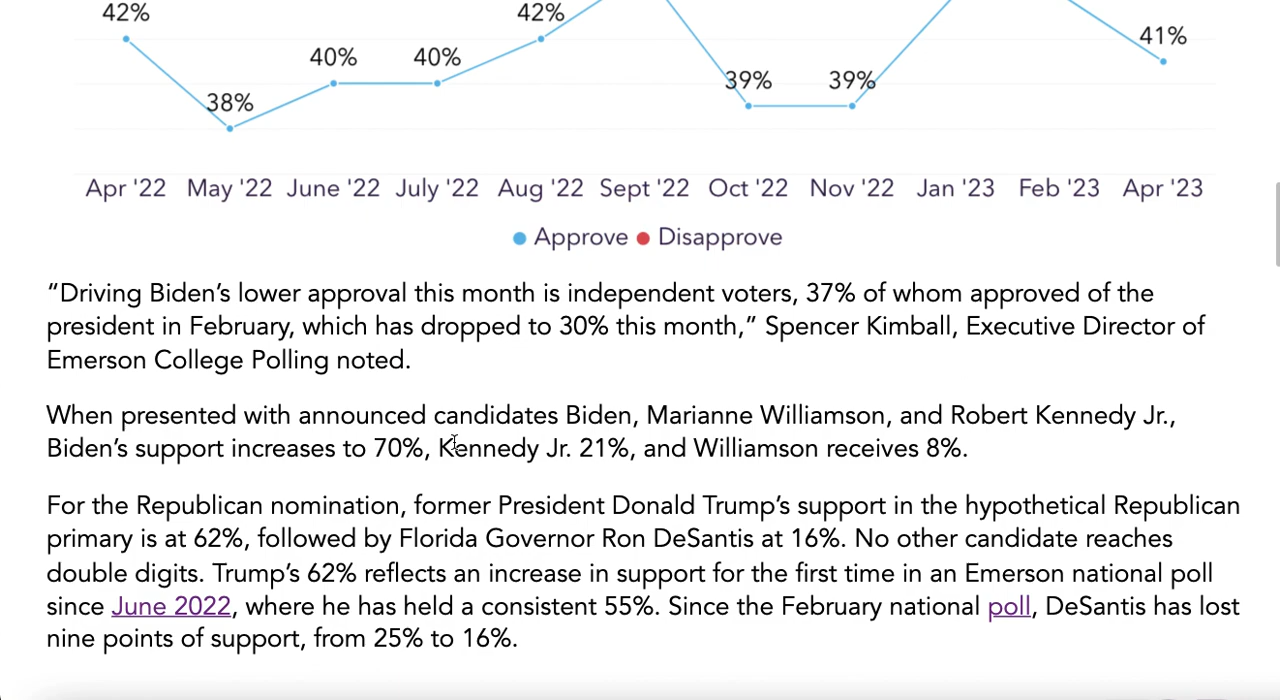 42%
42%
41%
40%
40%
39%
39%
38%
Apr '22 May '22 June '22 July '22 Aug '22 Sept '22 Oct '22 Nov '22 Jan '23 Feb '23 Apr '23
Approve Disapprove
“Driving Biden’s lower approval this month is independent voters, 37% of whom approved of the
president in February, which has dropped to 30% this month,” Spencer Kimball, Executive Director of
Emerson College Polling noted.
When presented with announced candidates Biden, Marianne Williamson, and Robert Kennedy Jr.,
Biden’s support increases to 70%, Kennedy Jr. 21%, and Williamson receives 8%.
For the Republican nomination, former President Donald Trump’s support in the hypothetical Republican
primary is at 62%, followed by Florida Governor Ron DeSantis at 16%. No other candidate reaches
double digits. Trump’s 62% reflects an increase in support for the first time in an Emerson national poll
since June 2022, where he has held a consistent 55%. Since the February national poll, DeSantis has lost
nine points of support, from 25% to 16%.